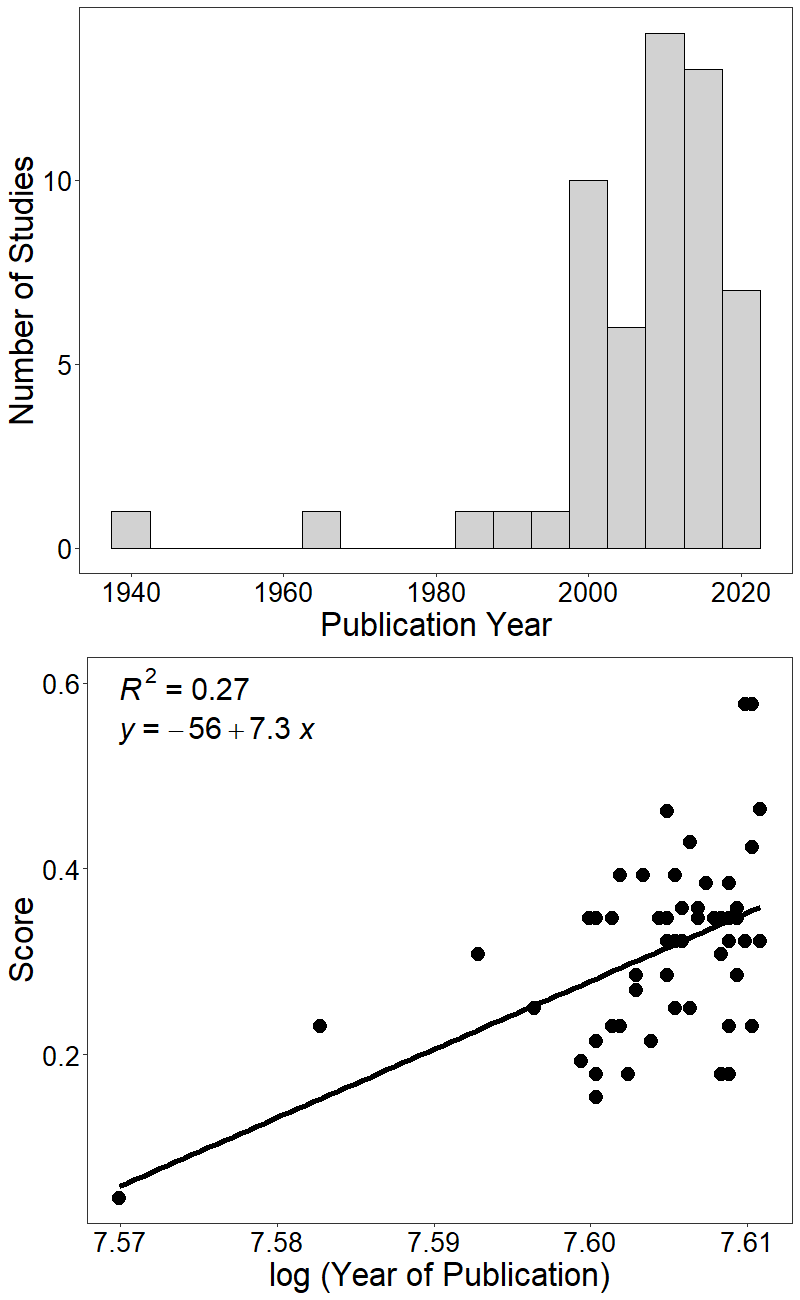 Number of Studies
10
5
0
1940 1960 1980 2000 2020
Publication Year
R² = 0.27
y = −56 + 7.3 x
Score
0.6
0.4
0.2
7.57 7.58 7.59 7.60 7.61
log (Year of Publication)